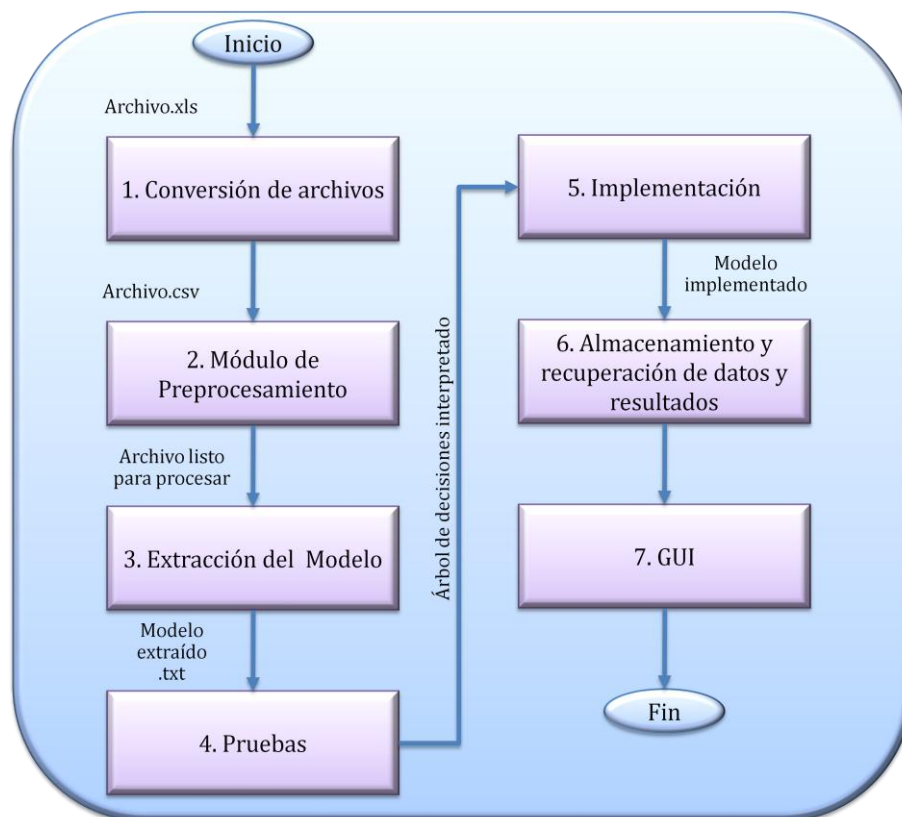 Inicio
Archivo.xls
1. Conversión de archivos
Archivo.csv
2. Módulo de
Preprocesamiento
Archivo listo
para procesar
3. Extracción del Modelo
Modelo
extraído
.txt
4. Pruebas
Árbol de decisiones interpretado
5. Implementación
Modelo
implementado
6. Almacenamiento y
recuperación de datos y
resultados
7. GUI
Fin